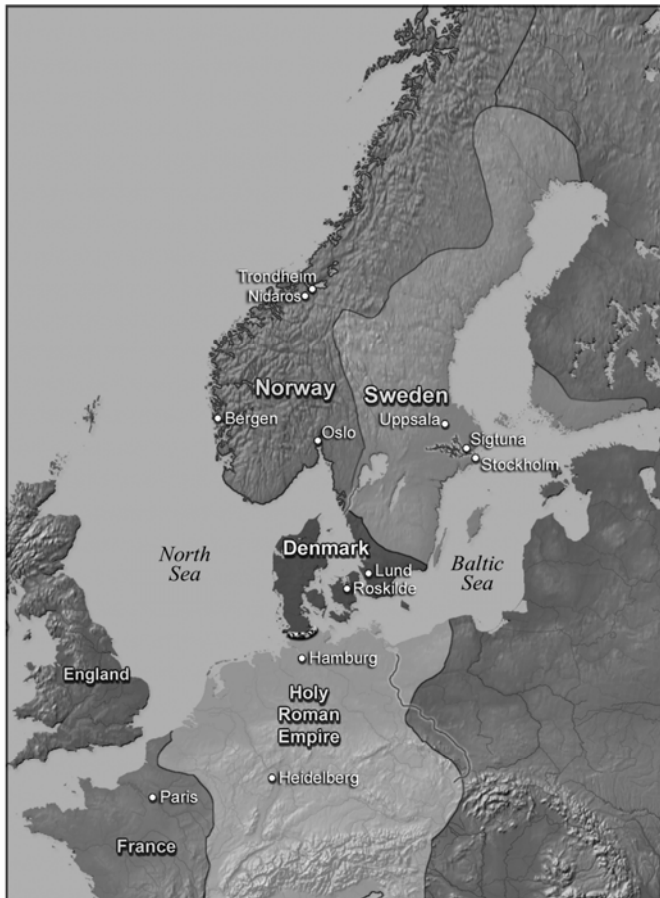 Trondheim
Nidaros
Norway
Sweden
Bergen
Uppsala
Oslo
Sigtuna
Stockholm
North
Sea
Denmark
Baltic
Sea
Lund
Roskilde
England
Hamburg
Holy
Roman
Empire
Heidelberg
Paris
France